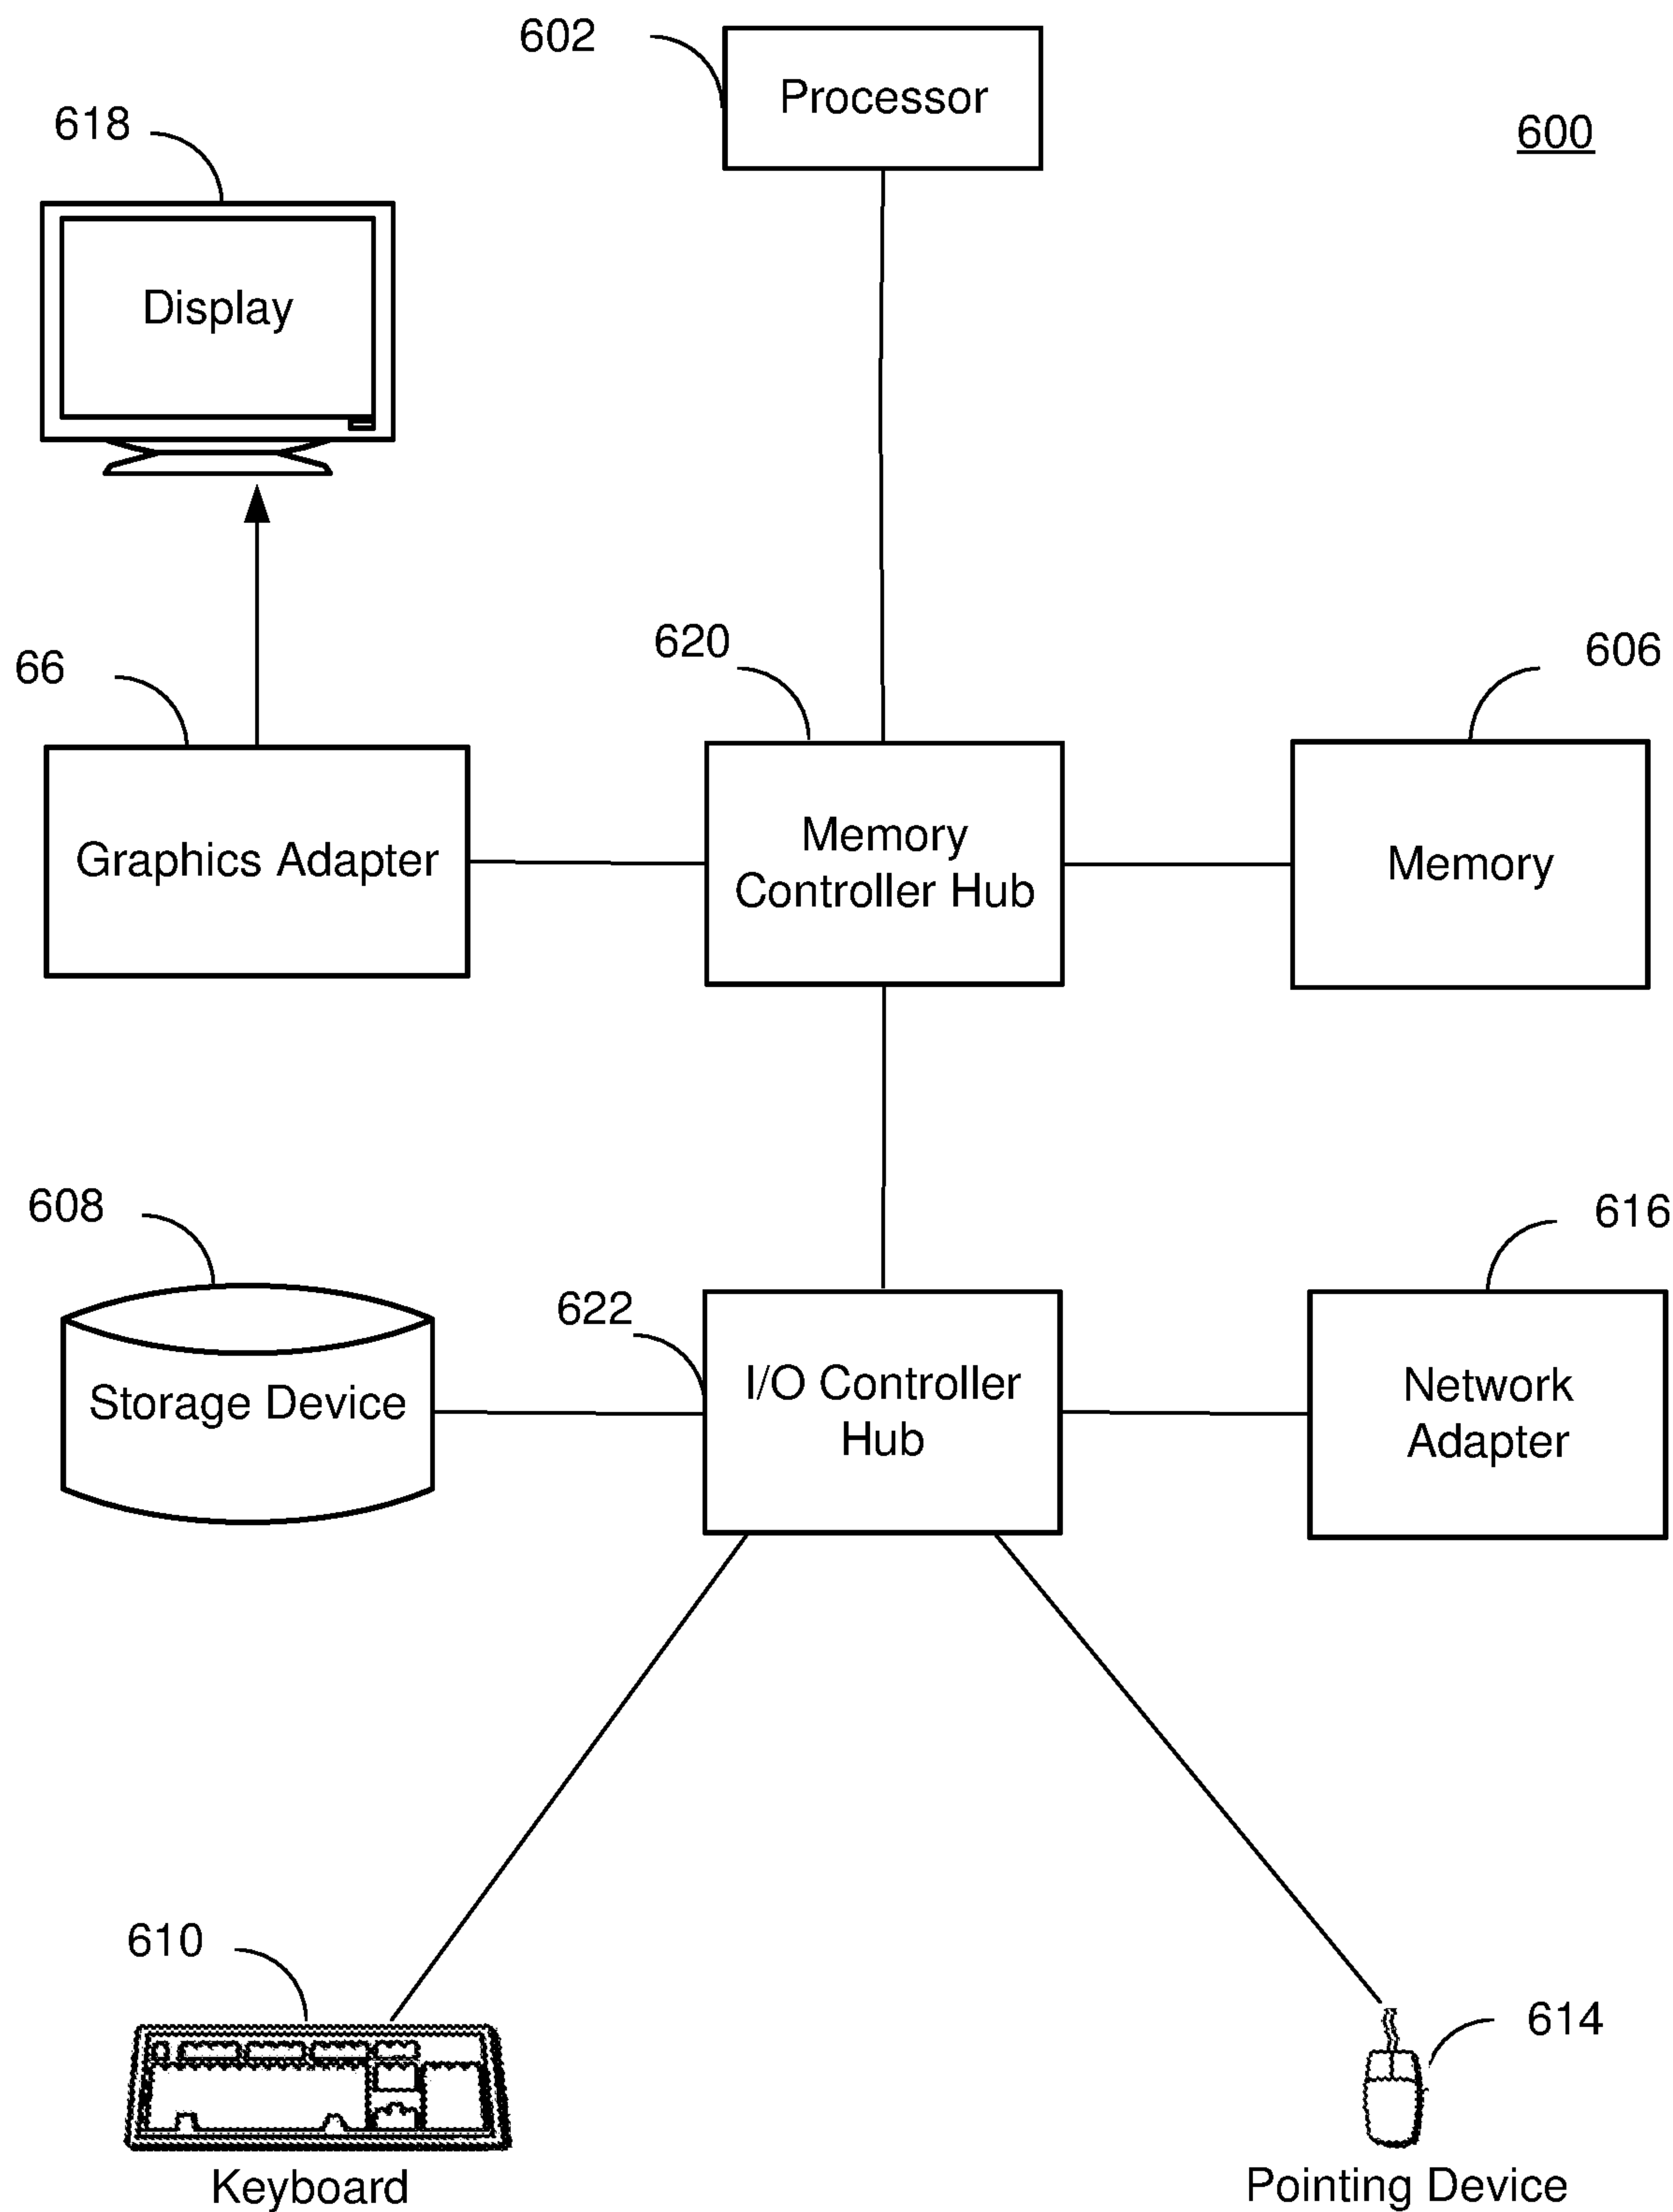 602
Processor
600
618
Display
66
620
606
Graphics Adapter
Memory
Controller Hub
Memory
608
622
616
Storage Device
I/O Controller
Hub
Network
Adapter
610
614
Keyboard
Pointing Device